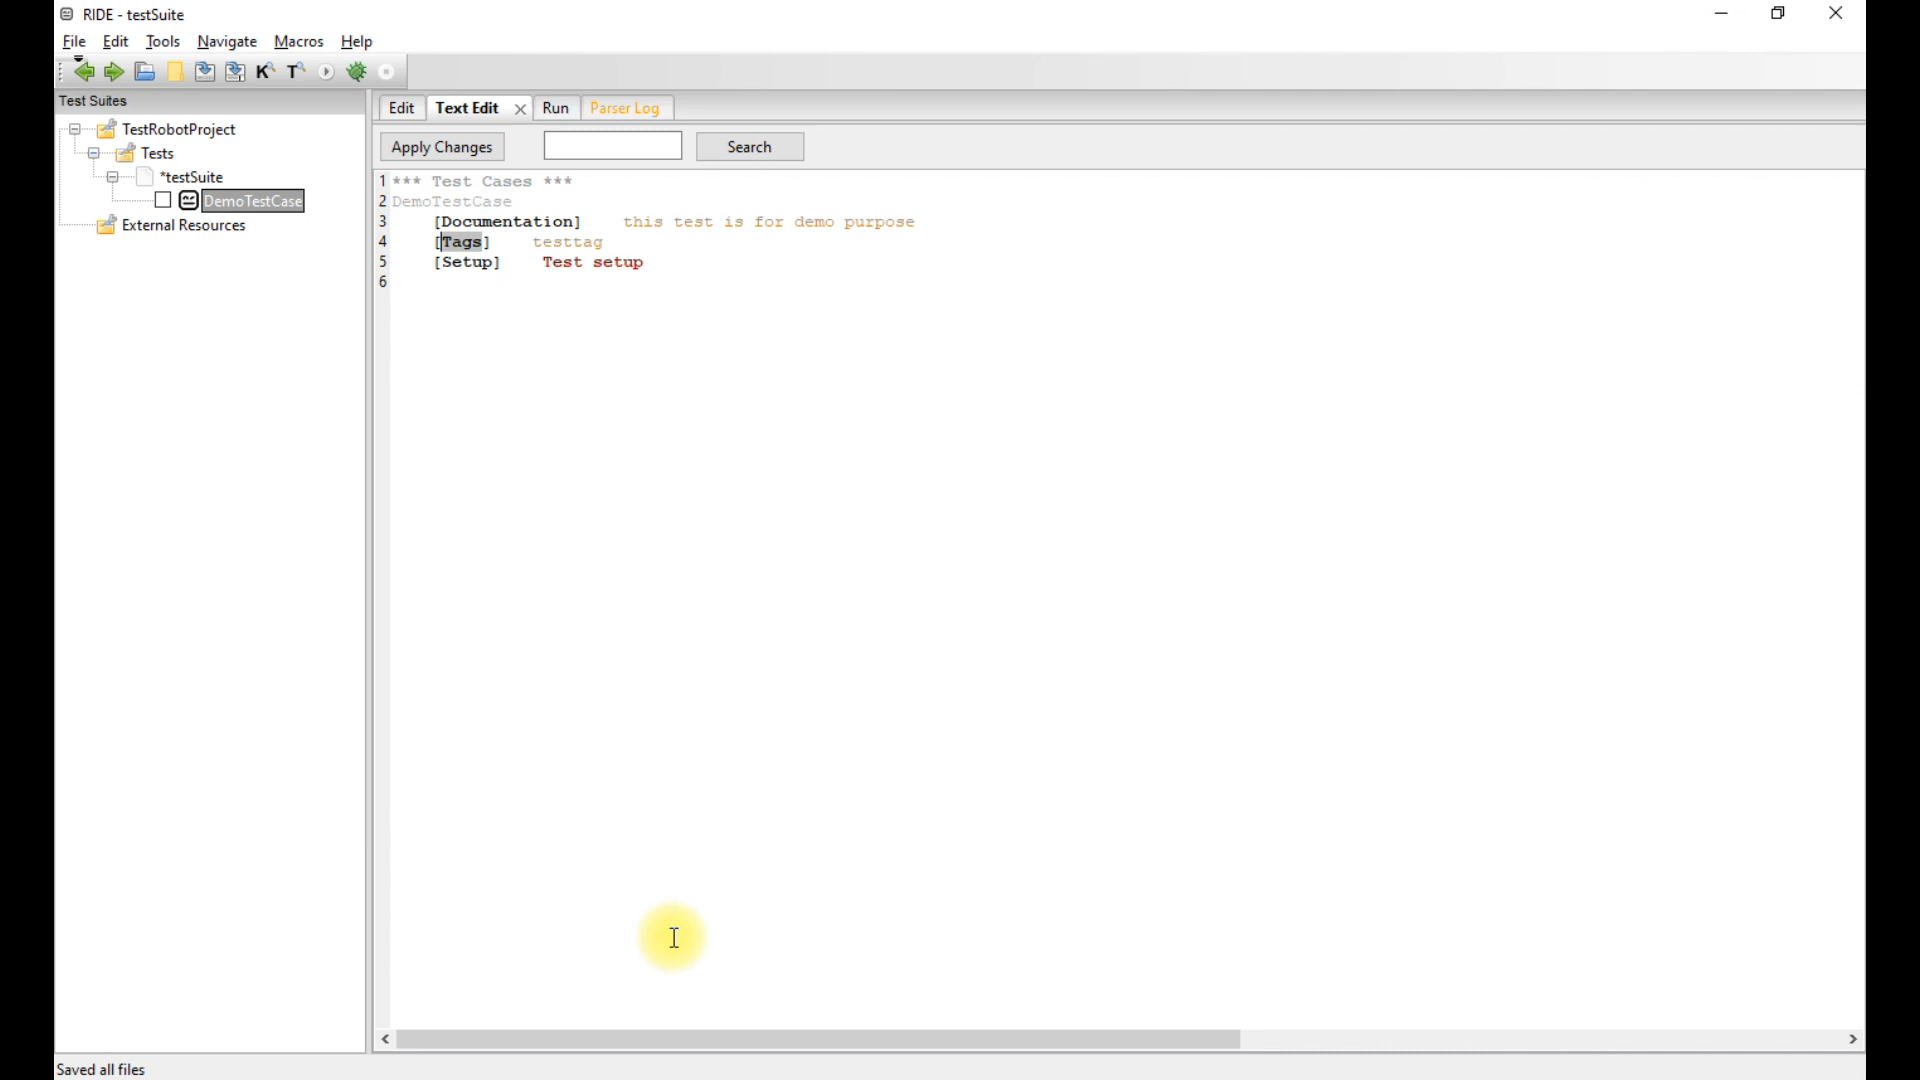 RIDE - testSuite
File Edit Tools Navigate Macros Help
K T
Test Suites
TestRobotProject
Tests
*testSuite
DemoTestCase
External Resources
Edit Text Edit Run Parser Log
Apply Changes Search
1 *** Test Cases ***
2 DemoTestCase
3 [Documentation] this test is for demo purpose
4 [Tags] testtag
5 [Setup] Test setup
6
Saved all files